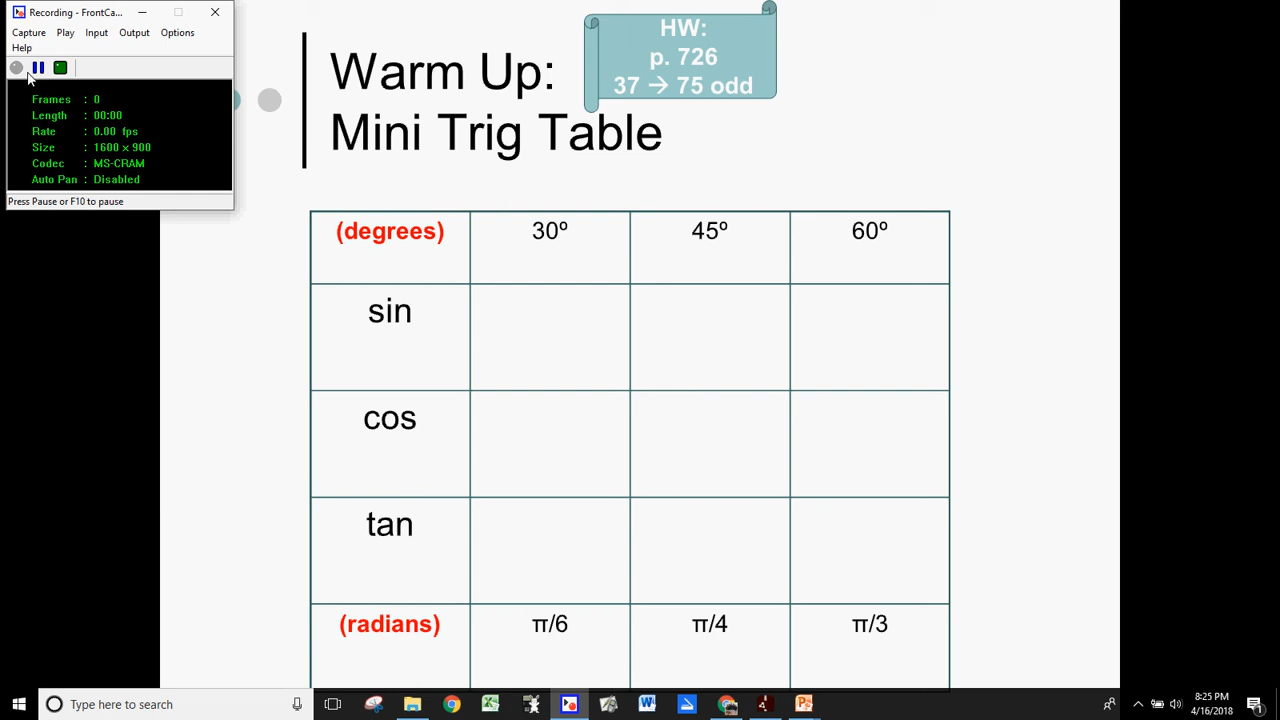 Recording - FrontCa...
Capture Play Input Output Options
Help
Frames : 0
Length : 00:00
Rate : 0.00 fps
Size : 1600 x 900
Codec : MS-CRAM
Auto Pan : Disabled
Press Pause or F10 to pause
HW:
p. 726
37 → 75 odd
Warm Up:
Mini Trig Table
(degrees) 30º 45º 60º
sin
cos
tan
(radians) π/6 π/4 π/3
Type here to search
8:25 PM
4/16/2018